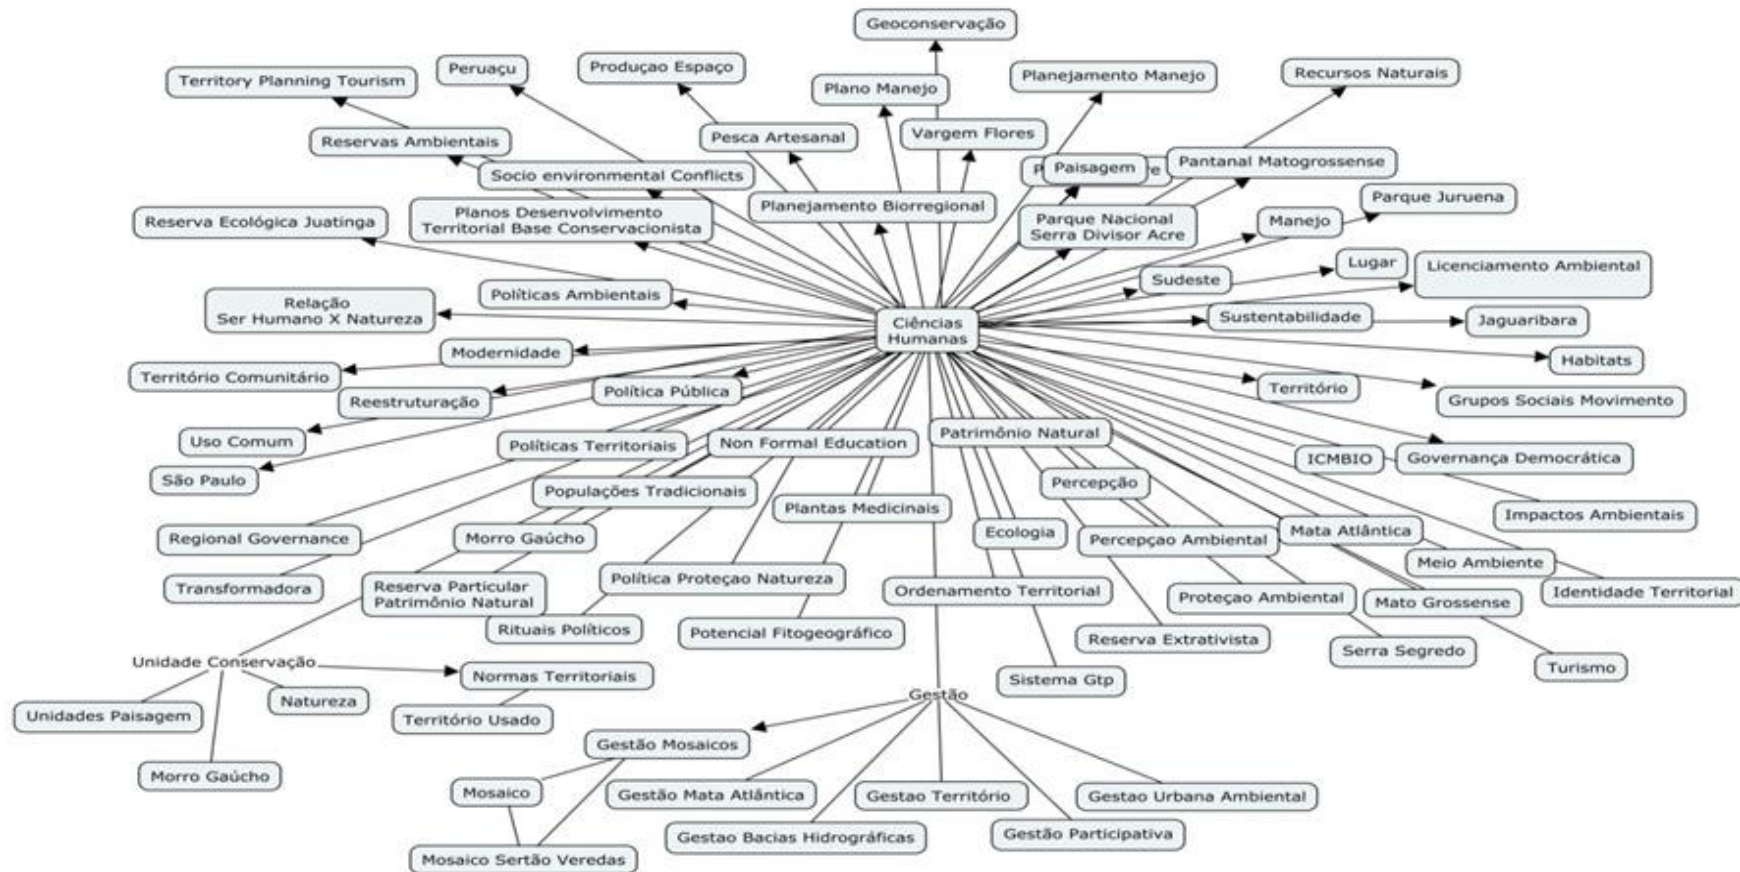 Geoconservação
Territory Planning Tourism
Peruaçu
Produçao Espaço
Plano Manejo
Planejamento Manejo
Recursos Naturais
Reservas Ambientais
Pesca Artesanal
Vargem Flores
Paisagem
Pantanal Matogrossense
Socio environmental Conflicts
Planos Desenvolvimento
Territorial Base Conservacionista
Planejamento Biorregional
Parque Nacional
Serra Divisor Acre
Manejo
Parque Juruena
Reserva Ecológica Juatinga
Políticas Ambientais
Sudeste
Lugar
Licenciamento Ambiental
Relação
Ser Humano X Natureza
Ciências
Humanas
Sustentabilidade
Jaguaribara
Modernidade
Habitats
Território Comunitário
Reestruturação
Política Pública
Território
Grupos Sociais Movimento
Uso Comum
Políticas Territoriais
Non Formal Education
Patrimônio Natural
ICMBIO
Governança Democrática
São Paulo
Populações Tradicionais
Plantas Medicinais
Percepção
Impactos Ambientais
Regional Governance
Morro Gaúcho
Ecologia
Percepçao Ambiental
Mata Atlântica
Meio Ambiente
Transformadora
Reserva Particular
Patrimônio Natural
Política Proteçao Natureza
Ordenamento Territorial
Proteçao Ambiental
Mato Grossense
Identidade Territorial
Rituais Políticos
Potencial Fitogeográfico
Reserva Extrativista
Serra Segredo
Turismo
Unidade Conservação
Normas Territoriais
Sistema Gtp
Unidades Paisagem
Natureza
Território Usado
Gestão
Morro Gaúcho
Gestão Mosaicos
Mosaico
Gestão Mata Atlântica
Gestao Território
Gestao Urbana Ambiental
Gestao Bacias Hidrográficas
Gestão Participativa
Mosaico Sertão Veredas